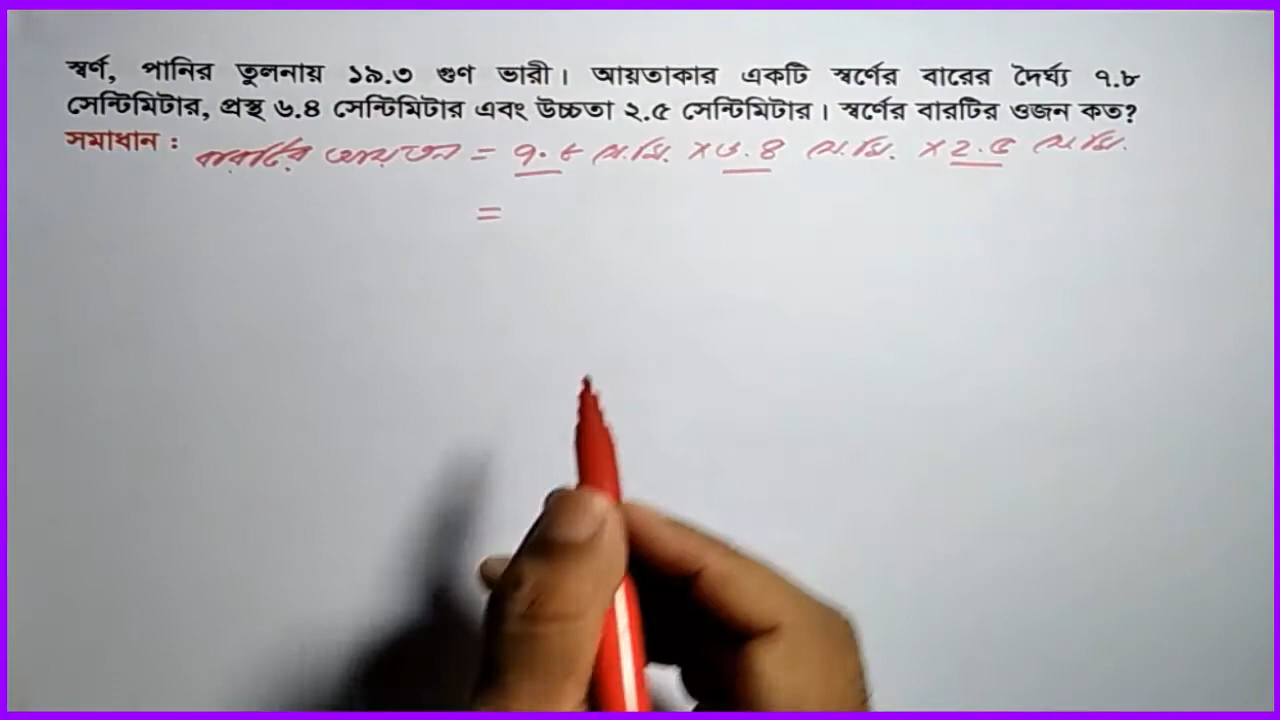 স্বর্ণ, পানির তুলনায় ১৯.৩ গুণ ভারী। আয়তাকার একটি স্বর্ণের বারের দৈর্ঘ্য ৭.৮
সেন্টিমিটার, প্রস্থ ৬.৪ সেন্টিমিটার এবং উচ্চতা ২.৫ সেন্টিমিটার। স্বর্ণের বারটির ওজন কত?
সমাধান : বারটির আয়তন = ৭.৮ সে.মি. × ৬.৪ সে.মি. × ২.৫ সে.মি.
=